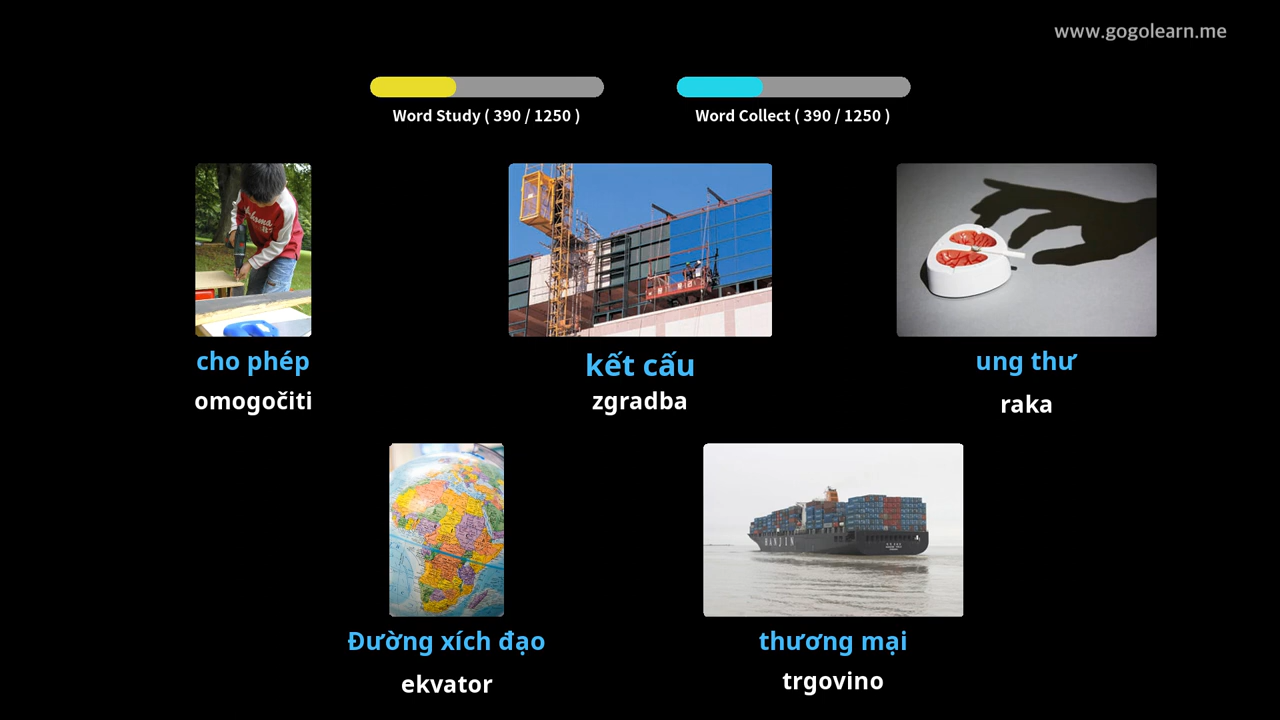 www.gogolearn.me
Word Study ( 390 / 1250 )
Word Collect ( 390 / 1250 )
cho phép
omogočiti
kết cấu
zgradba
ung thư
raka
HANJIN
Đường xích đạo
ekvator
thương mại
trgovino